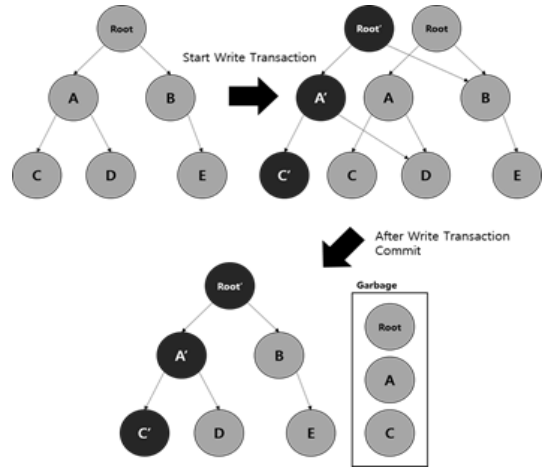 Root
A
B
C
D
E
Start Write Transaction
Root'
Root
A'
A
B
C'
C
D
E
After Write Transaction
Commit
Root'
A'
B
C'
D
E
Garbage
Root
A
C